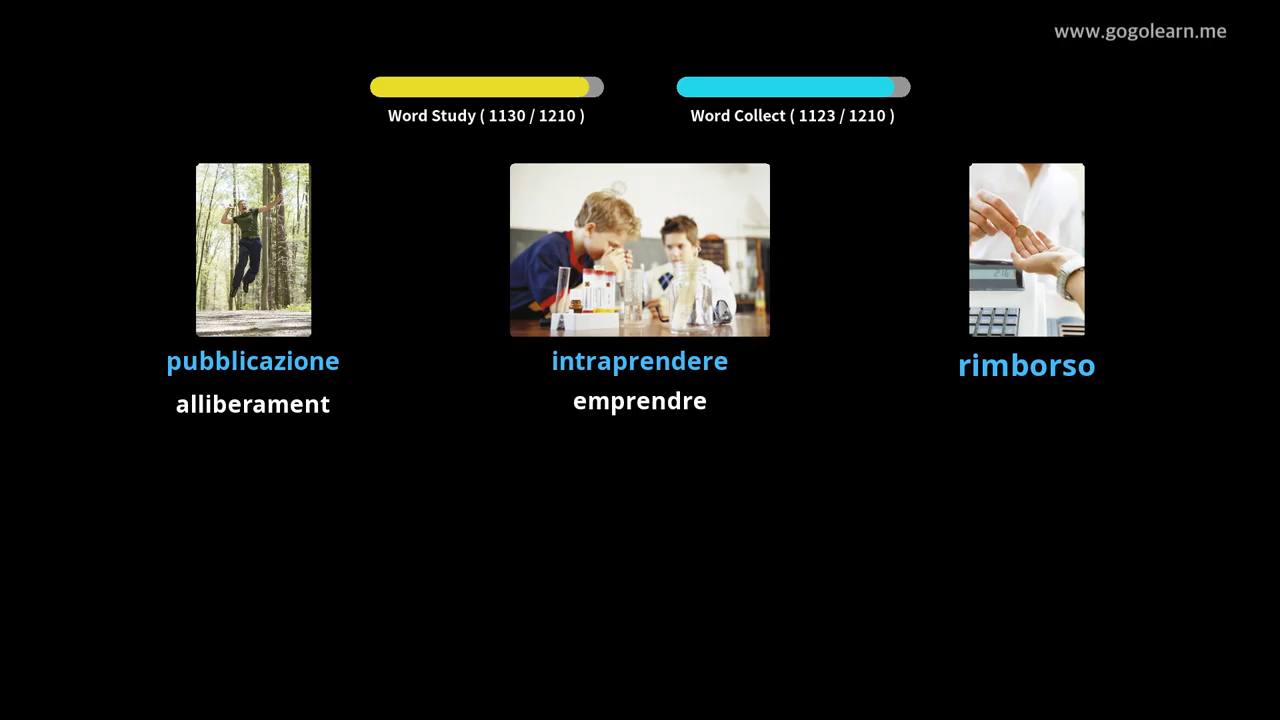 www.gogolearn.me
Word Study ( 1130 / 1210 )
Word Collect ( 1123 / 1210 )
pubblicazione
alliberament
intraprendere
emprendre
rimborso